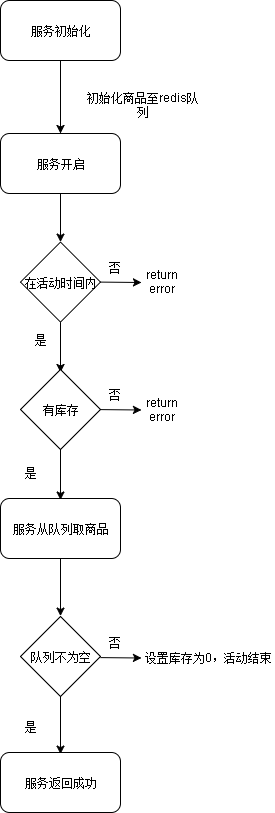 服务初始化
初始化商品至redis队
列
服务开启
否
在活动时间内
return
error
是
否
有库存
return
error
是
服务从队列取商品
否
队列不为空
设置库存为0，活动结束
是
服务返回成功